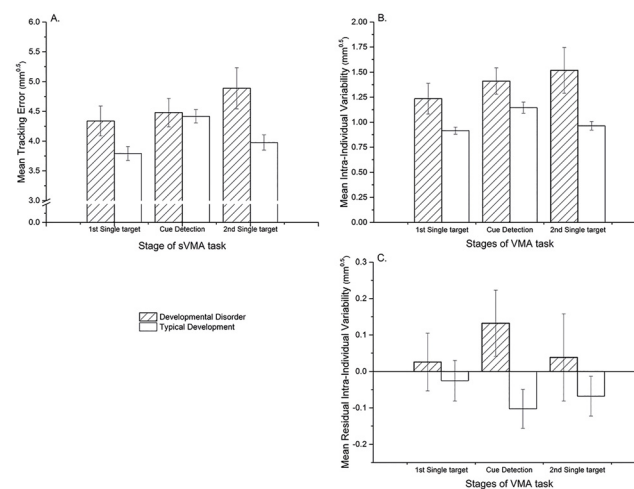 A.
6.0
5.5
5.0
4.5
4.0
3.5
3.0
0.0
Mean Tracking Error (mm0.5)
1st Single target Cue Detection 2nd Single target
Stage of sVMA task
B.
2.00
1.75
1.50
1.25
1.00
0.75
0.50
0.25
0.00
Mean Intra-Individual Variability (mm0.5)
1st Single target Cue Detection 2nd Single target
Stages of VMA task
Developmental Disorder
Typical Development
C.
0.3
0.2
0.1
0.0
-0.1
-0.2
Mean Residual Intra-Individual Variability (mm0.5)
1st Single target Cue Detection 2nd Single target
Stages of VMA task